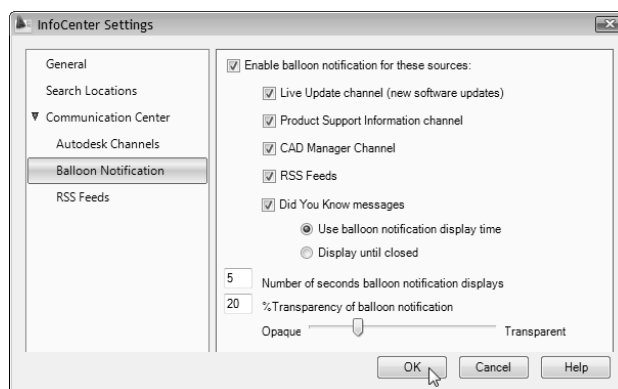 InfoCenter Settings
General
Search Locations
Communication Center
Autodesk Channels
Balloon Notification
RSS Feeds
Enable balloon notification for these sources:
Live Update channel (new software updates)
Product Support Information channel
CAD Manager Channel
RSS Feeds
Did You Know messages
Use balloon notification display time
Display until closed
5 Number of seconds balloon notification displays
20 %Transparency of balloon notification
Opaque Transparent
OK Cancel Help